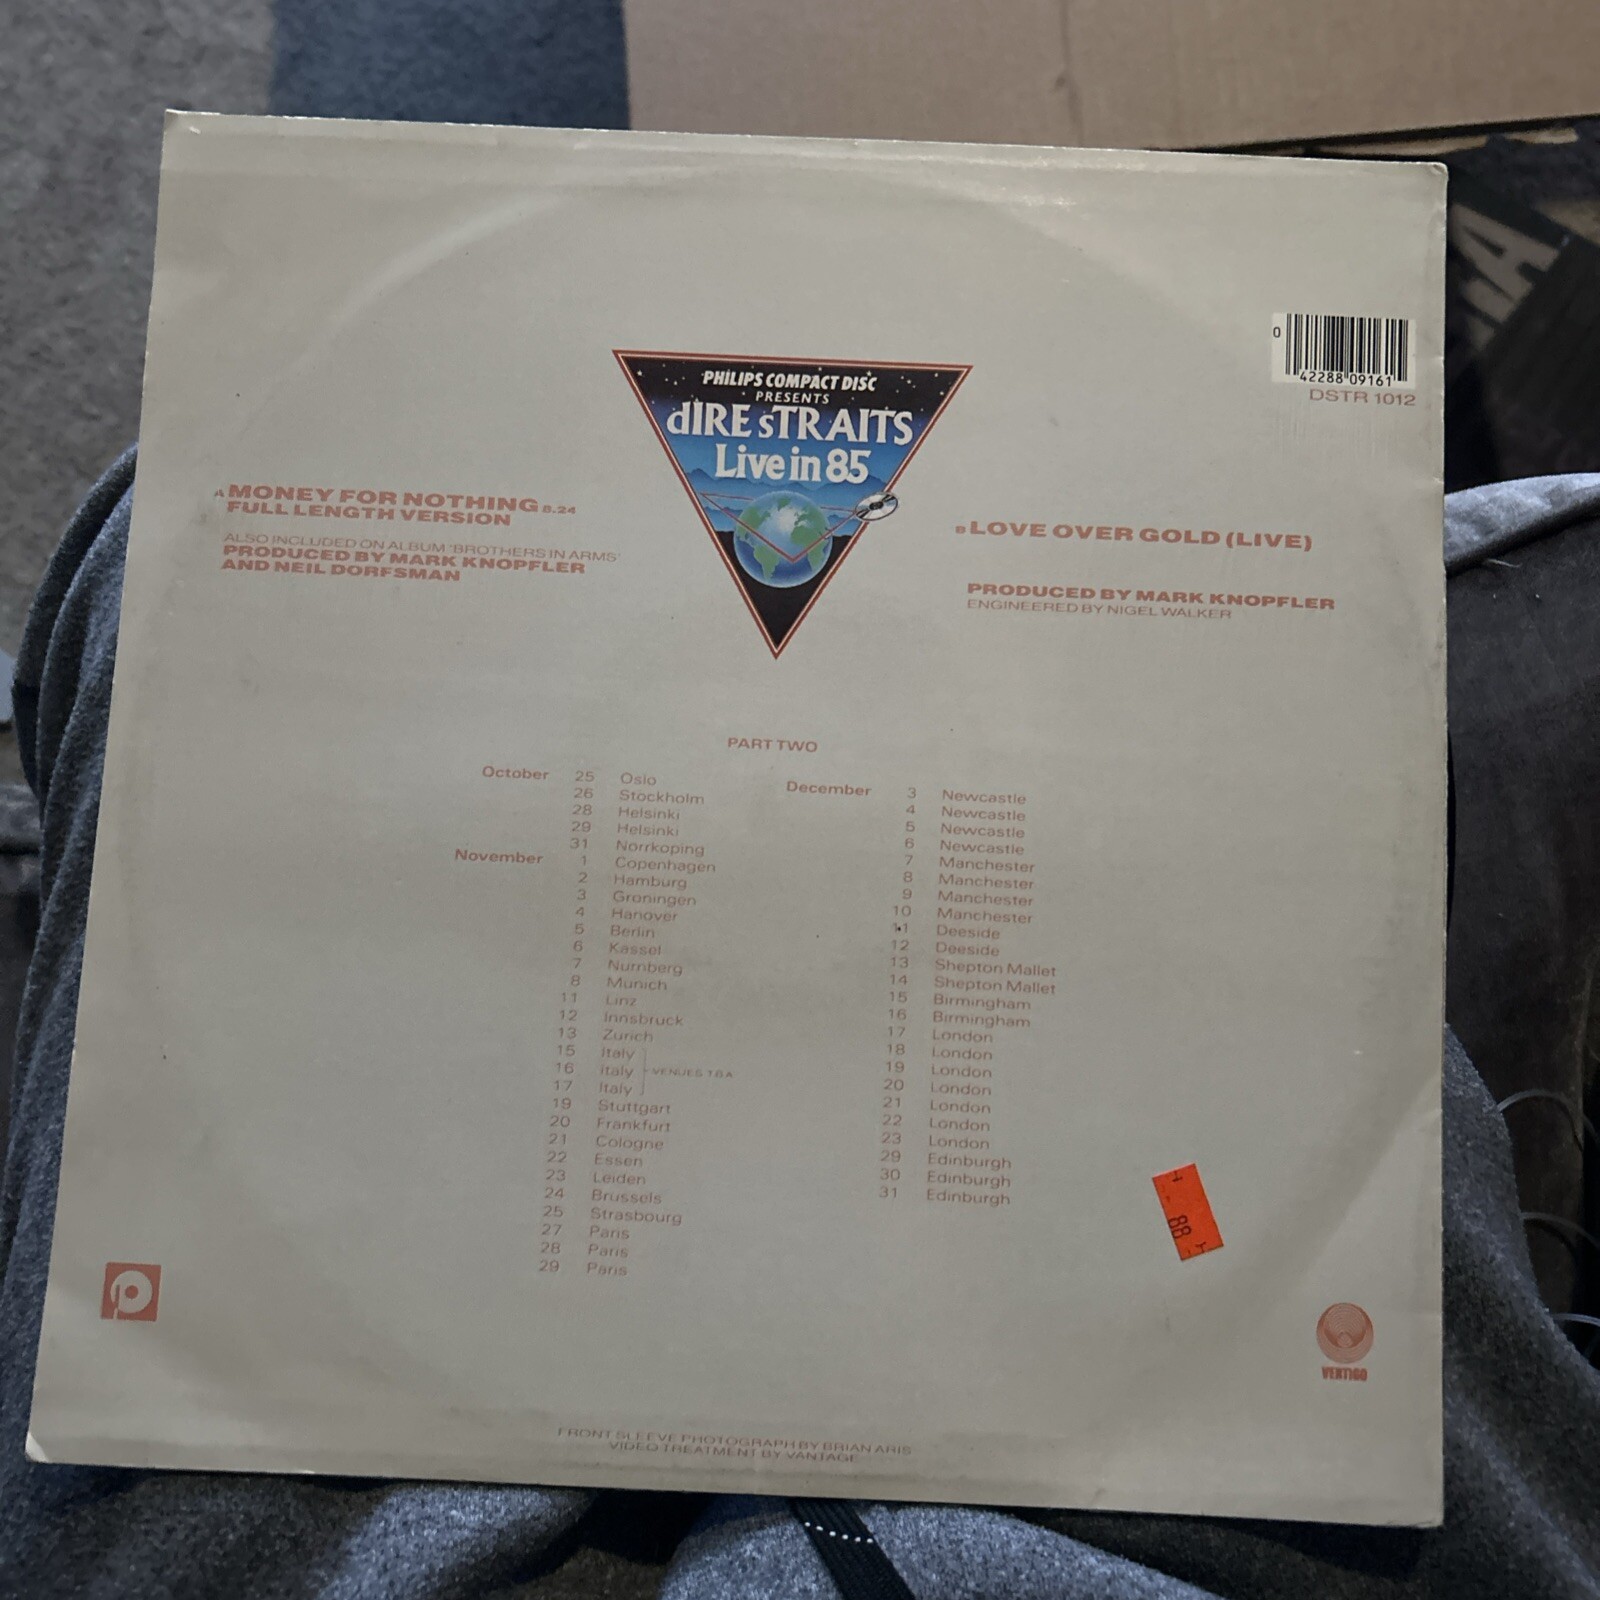 PHILIPS COMPACT DISC
PRESENTS
dIRE sTRAITS
Live in 85
0
42288 09161
DSTR 1012
A MONEY FOR NOTHING 8.24
FULL LENGTH VERSION
ALSO INCLUDED ON ALBUM 'BROTHERS IN ARMS'
PRODUCED BY MARK KNOPFLER
AND NEIL DORFSMAN
B LOVE OVER GOLD (LIVE)
PRODUCED BY MARK KNOPFLER
ENGINEERED BY NIGEL WALKER
PART TWO
October 25 Oslo
26 Stockholm
28 Helsinki
29 Helsinki
31 Norrkoping
November 1 Copenhagen
2 Hamburg
3 Groningen
4 Hanover
5 Berlin
6 Kassel
7 Nurnberg
8 Munich
11 Linz
12 Innsbruck
13 Zurich
15 Italy
16 Italy VENUES T.B.A.
17 Italy
19 Stuttgart
20 Frankfurt
21 Cologne
22 Essen
23 Leiden
24 Brussels
25 Strasbourg
27 Paris
28 Paris
29 Paris
December 3 Newcastle
4 Newcastle
5 Newcastle
6 Newcastle
7 Manchester
8 Manchester
9 Manchester
10 Manchester
11 Deeside
12 Deeside
13 Shepton Mallet
14 Shepton Mallet
15 Birmingham
16 Birmingham
17 London
18 London
19 London
20 London
21 London
22 London
23 London
29 Edinburgh
30 Edinburgh
31 Edinburgh
88
VERTIGO
FRONT SLEEVE PHOTOGRAPH BY BRIAN ARIS
VIDEO TREATMENT BY VANTAGE